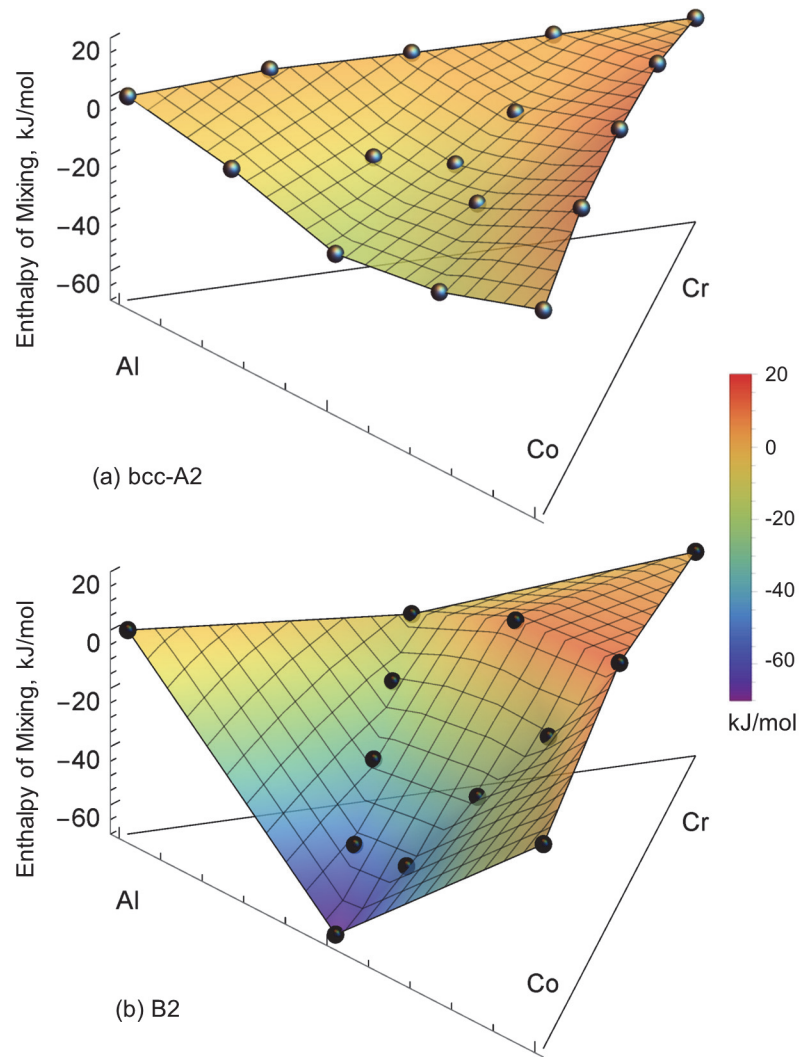 20
0
−20
−40
−60
Enthalpy of Mixing, kJ/mol
Al
Co
Cr
(a) bcc-A2
20
0
-20
-40
-60
kJ/mol
20
0
−20
−40
−60
Enthalpy of Mixing, kJ/mol
Al
Co
Cr
(b) B2